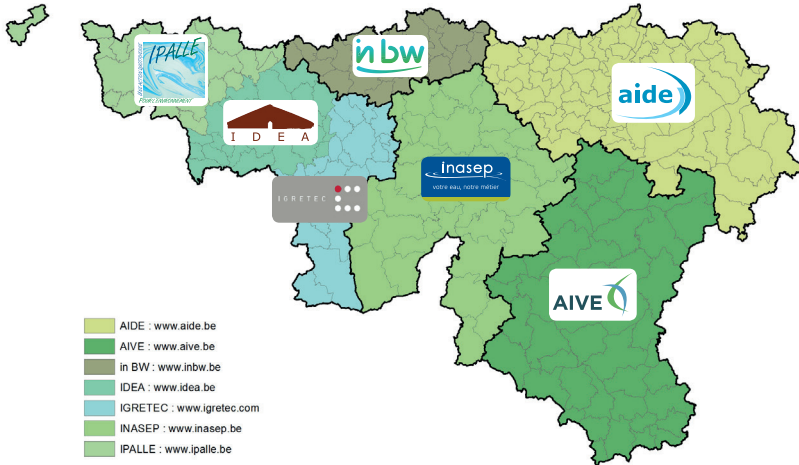 IPALLE
POUR L'ENVIRONNEMENT
in bw
aide
IDEA
inasep
votre eau, notre métier
IGRETEC
AIVE
AIDE : www.aide.be
AIVE : www.aive.be
in BW : www.inbw.be
IDEA : www.idea.be
IGRETEC : www.igretec.com
INASEP : www.inasep.be
IPALLE : www.ipalle.be